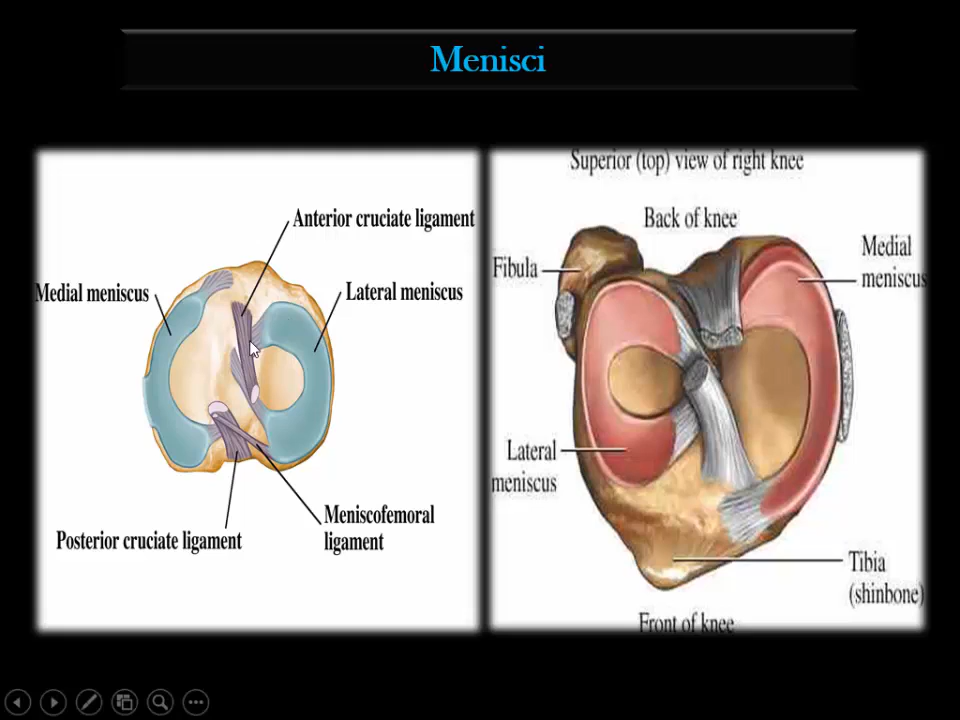 Menisci
Anterior cruciate ligament
Medial meniscus
Lateral meniscus
Posterior cruciate ligament
Meniscofemoral
ligament
Superior (top) view of right knee
Back of knee
Fibula
Medial
meniscus
Lateral
meniscus
Tibia
(shinbone)
Front of knee